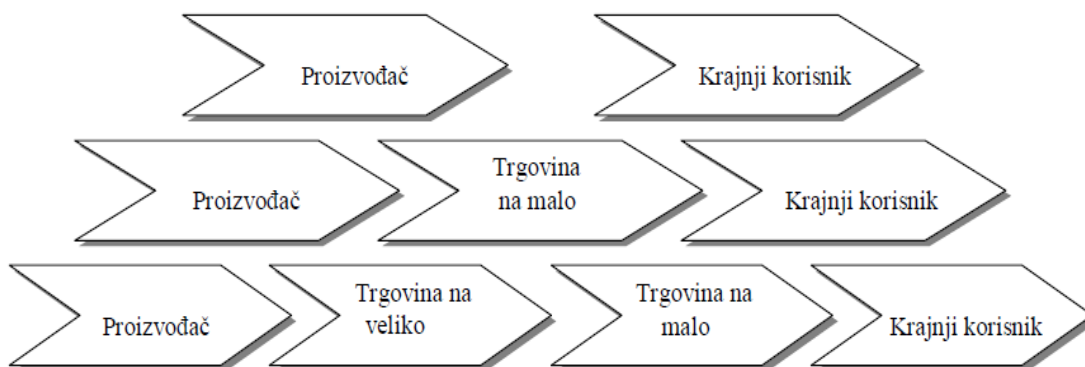 Proizvođač
Krajnji korisnik
Proizvođač
Trgovina
na malo
Krajnji korisnik
Proizvođač
Trgovina na
veliko
Trgovina na
malo
Krajnji korisnik